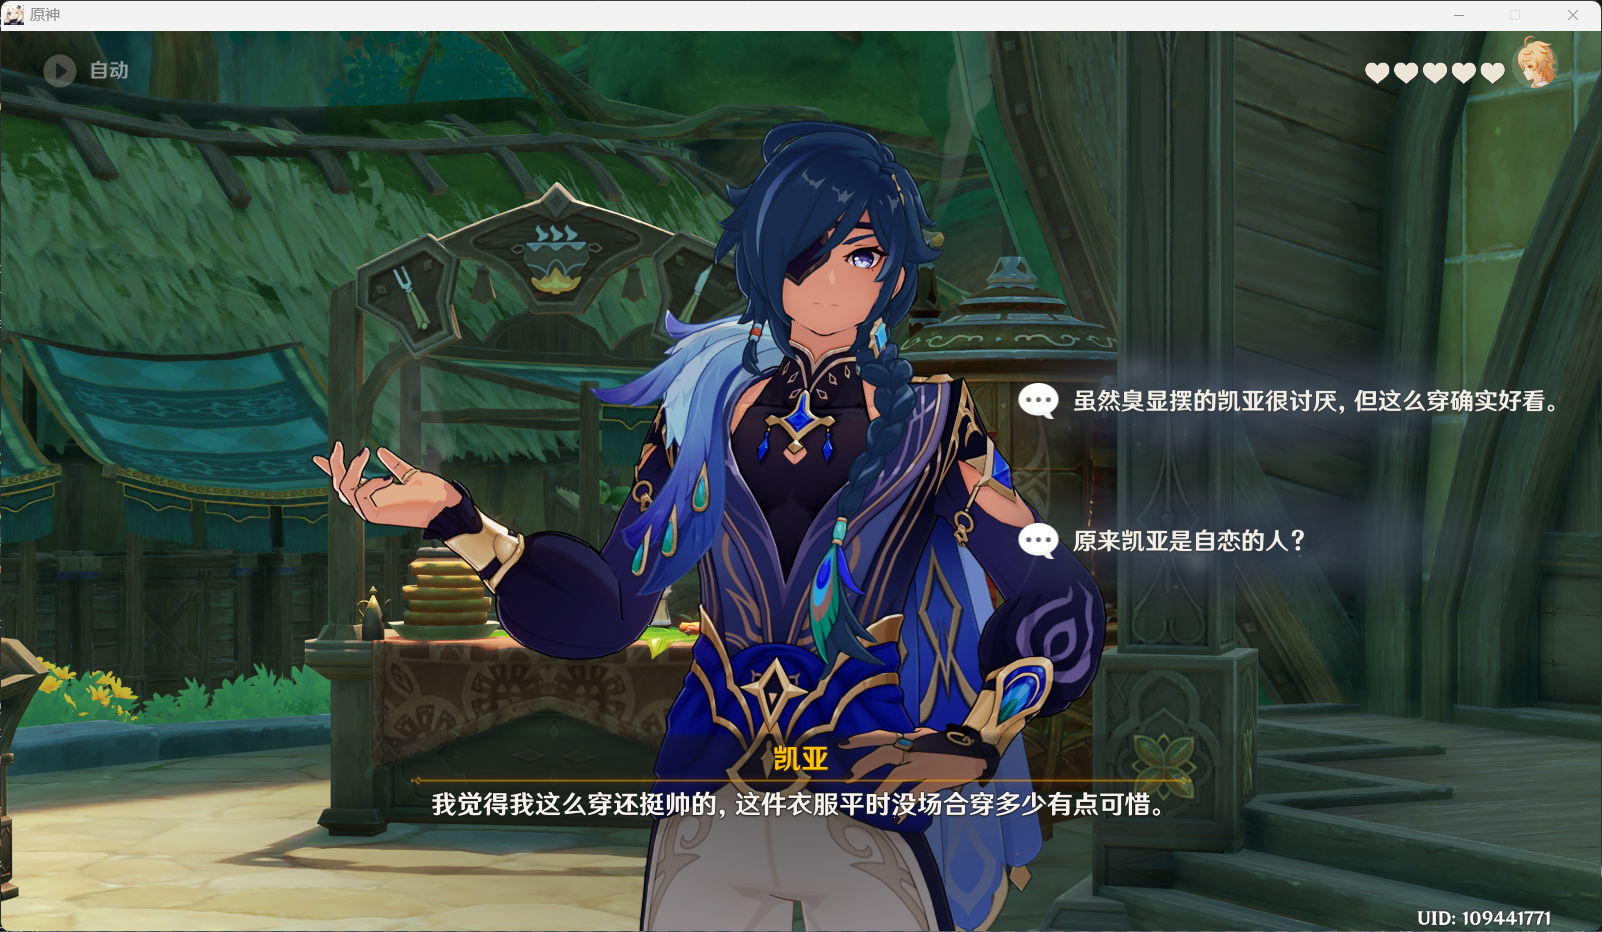 原神
自动
虽然臭显摆的凯亚很讨厌，但这么穿确实好看。
原来凯亚是自恋的人？
凯亚
我觉得我这么穿还挺帅的，这件衣服平时没场合穿多少有点可惜。
UID: 109441771